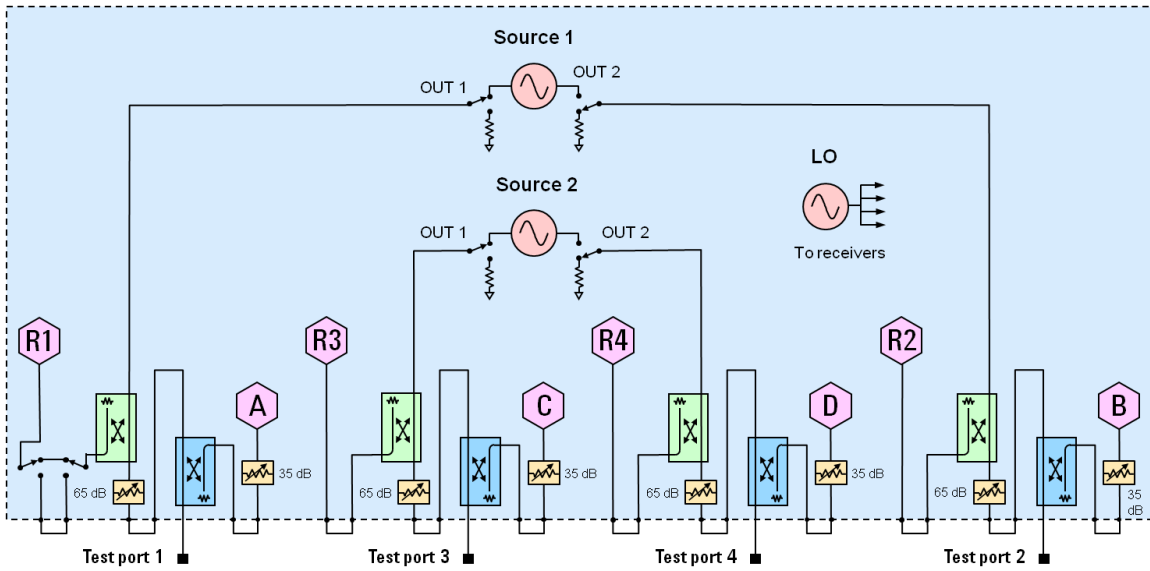 Source 1
OUT 1
OUT 2
LO
Source 2
OUT 1
OUT 2
To receivers
R1
R3
R4
R2
A
C
D
B
35 dB
35 dB
35 dB
35
dB
65 dB
65 dB
65 dB
65 dB
Test port 1
Test port 3
Test port 4
Test port 2